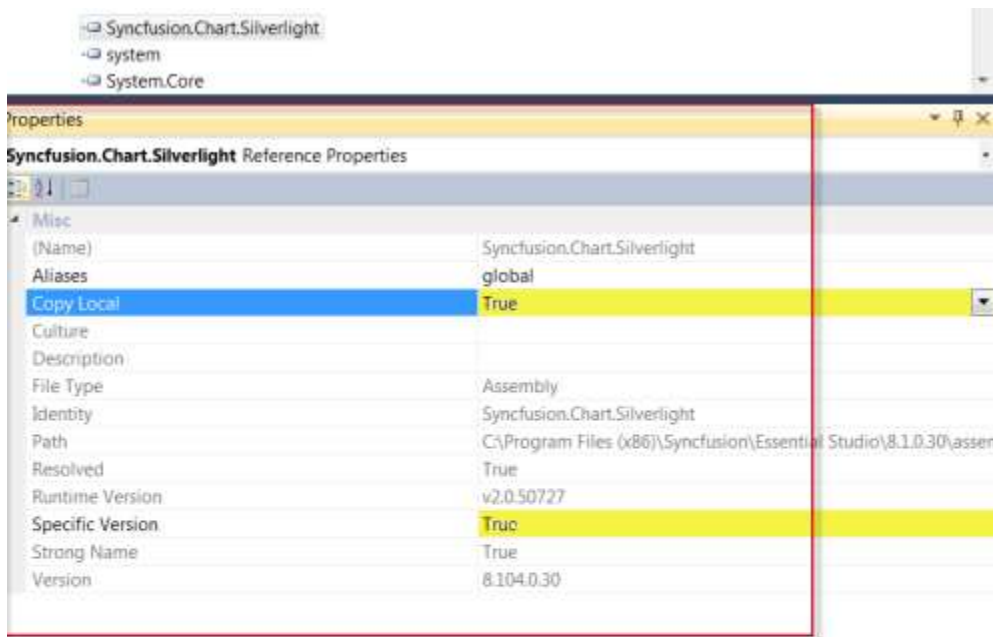 Syncfusion.Chart.Silverlight
system
System.Core
Properties
Syncfusion.Chart.Silverlight Reference Properties
Misc
(Name) Syncfusion.Chart.Silverlight
Aliases global
Copy Local True
Culture
Description
File Type Assembly
Identity Syncfusion.Chart.Silverlight
Path C:\Program Files (x86)\Syncfusion\Essential Studio\8.1.0.30\assem
Resolved True
Runtime Version v2.0.50727
Specific Version True
Strong Name True
Version 8.104.0.30